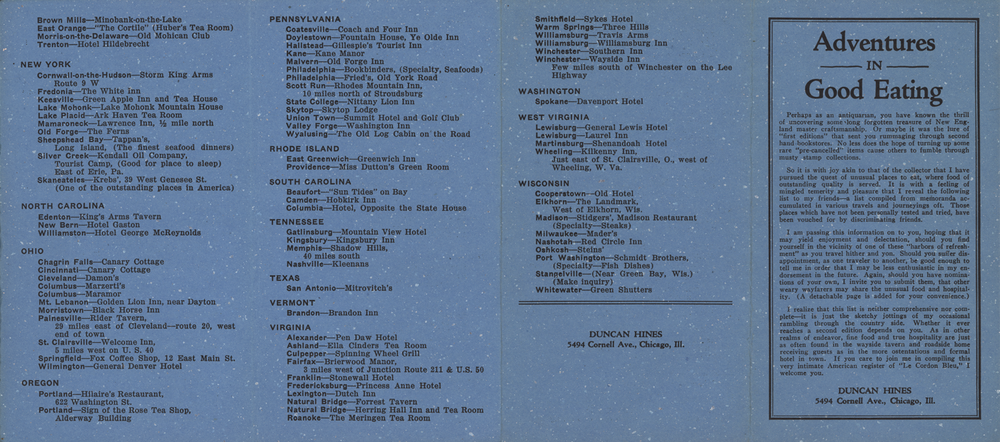 Brown Mills—Minobank-on-the-Lake
East Orange—"The Cortile" (Huber's Tea Room)
Morris-on-the-Delaware—Old Mohican Club
Trenton—Hotel Hildebrecht
NEW YORK
Cornwall-on-the-Hudson—Storm King Arms
Route 9 W
Fredonia—The White Inn
Keesville—Green Apple Inn and Tea House
Lake Mohonk—Lake Mohonk Mountain House
Lake Placid—Ark Haven Tea Room
Mamaroneck—Lawrence Inn, ½ mile north
Old Forge—The Ferns
Sheepshead Bay—Tappan's,
Long Island, (The finest seafood dinners)
Silver Creek—Kendall Oil Company,
Tourist Camp, (Good for place to sleep)
East of Erie, Pa.
Skaneateles—Krebs', 39 West Genesee St.
(One of the outstanding places in America)
NORTH CAROLINA
Edenton—King's Arms Tavern
New Bern—Hotel Gaston
Williamston—Hotel George McReynolds
OHIO
Chagrin Falls—Canary Cottage
Cincinnati—Canary Cottage
Cleveland—Damon's
Columbus—Marzerti's
Columbus—Maramor
Mt. Lebanon—Golden Lion Inn, near Dayton
Morristown—Black Horse Inn
Painesville—Rider Tavern,
29 miles east of Cleveland—route 20, west
end of town
St. Clairsville—Welcome Inn,
5 miles west on U. S. 40
Springfield—Fox Coffee Shop, 12 East Main St.
Wilmington—General Denver Hotel
OREGON
Portland—Hilaire's Restaurant,
622 Washington St.
Portland—Sign of the Rose Tea Shop,
Alderway Building
PENNSYLVANIA
Coatesville—Coach and Four Inn
Doylestown—Fountain House, Ye Olde Inn
Hallstead—Gillespie's Tourist Inn
Kane—Kane Manor
Malvern—Old Forge Inn
Philadelphia—Bookbinders, (Specialty, Seafoods)
Philadelphia—Fried's, Old York Road
Scott Run—Rhodes Mountain Inn,
10 miles north of Stroudsburg
State College—Nittany Lion Inn
Skytop—Skytop Lodge
Union Town—Summit Hotel and Golf Club
Valley Forge—Washington Inn
Wyalusing—The Old Log Cabin on the Road
RHODE ISLAND
East Greenwich—Greenwich Inn
Providence—Miss Dutton's Green Room
SOUTH CAROLINA
Beaufort—"Sun Tides" on Bay
Camden—Hobkirk Inn
Columbia—Hotel, Opposite the State House
TENNESSEE
Gatlinsburg—Mountain View Hotel
Kingsbury—Kingsbury Inn
Memphis—Shadow Hills,
40 miles south
Nashville—Kleenans
TEXAS
San Antonio—Mitrovitch's
VERMONT
Brandon—Brandon Inn
VIRGINIA
Alexander—Pen Daw Hotel
Ashland—Ella Cinders Tea Room
Culpepper—Spinning Wheel Grill
Fairfax—Brierwood Manor,
3 miles west of Junction Route 211 & U.S. 50
Franklin—Stonewall Hotel
Fredericksburg—Princess Anne Hotel
Lexington—Dutch Inn
Natural Bridge—Forrest Tavern
Natural Bridge—Herring Hall Inn and Tea Room
Roanoke—The Meringen Tea Room
Smithfield—Sykes Hotel
Warm Springs—Three Hills
Williamsburg—Travis Arms
Williamsburg—Williamsburg Inn
Winchester—Southern Inn
Winchester—Wayside Inn
Few miles south of Winchester on the Lee
Highway
WASHINGTON
Spokane—Davenport Hotel
WEST VIRGINIA
Lewisburg—General Lewis Hotel
Lewisburg—Laurel Inn
Martinsburg—Shenandoah Hotel
Wheeling—Kilkenny Inn,
Just east of St. Clairsville, O., west of
Wheeling, W. Va.
WISCONSIN
Cooperstown—Old Hotel
Elkhorn—The Landmark,
West of Elkhorn, Wis.
Madison—Stidgers', Madison Restaurant
(Specialty—Steaks)
Milwaukee—Mader's
Nashotah—Red Circle Inn
Oshkosh—Steins'
Port Washington—Schmidt Brothers,
(Specialty—Fish Dishes)
Stangelville—(Near Green Bay, Wis.)
(Make inquiry)
Whitewater—Green Shutters
DUNCAN HINES
5494 Cornell Ave., Chicago, Ill.
Adventures
IN
Good Eating
Perhaps as an antiquarian, you have known the thrill
of uncovering some long forgotten treasure of New Eng-
land master craftsmanship. Or maybe it was the lure of
"first editions" that sent you rummaging through second
hand bookstores. No less does the hope of turning up some
rare "pre-cancelled" items cause others to fumble through
musty stamp collections.
So it is with joy akin to that of the collector that I have
pursued the quest of unusual places to eat, where food of
outstanding quality is served. It is with a feeling of
mingled temerity and pleasure that I reveal the following
list to my friends—a list compiled from memoranda ac-
cumulated in various travels and journeyings oft. Those
places which have not been personally tested and tried, have
been vouched for by discriminating friends.
I am passing this information on to you, hoping that it
may yield enjoyment and delectation, should you find
yourself in the vicinity of one of these "harbors of refresh-
ment" as you travel hither and yon. Should you suffer dis-
appointment, as one traveler to another, be good enough to
tell me in order that I may be less enthusiastic in my en-
dorsement in the future. Again, should you have nomina-
tions of your own, I invite you to submit them, that other
weary wayfarers may share the unusual food and hospital-
ity. (A detachable page is added for your convenience.)
I realize that this list is neither comprehensive nor com-
plete—it is just the sketchy jottings of my occasional
rambling through the country side. Whether it ever
reaches a second edition depends on you. As in other
realms of endeavor, fine food and true hospitality are just
as often found in the wayside tavern and roadside home
receiving guests as in the more ostentations and formal
hotel in town. If you care to join me in compiling this
very intimate American register of "Le Cordon Bleu," I
welcome you.
DUNCAN HINES
5494 Cornell Ave., Chicago, Ill.